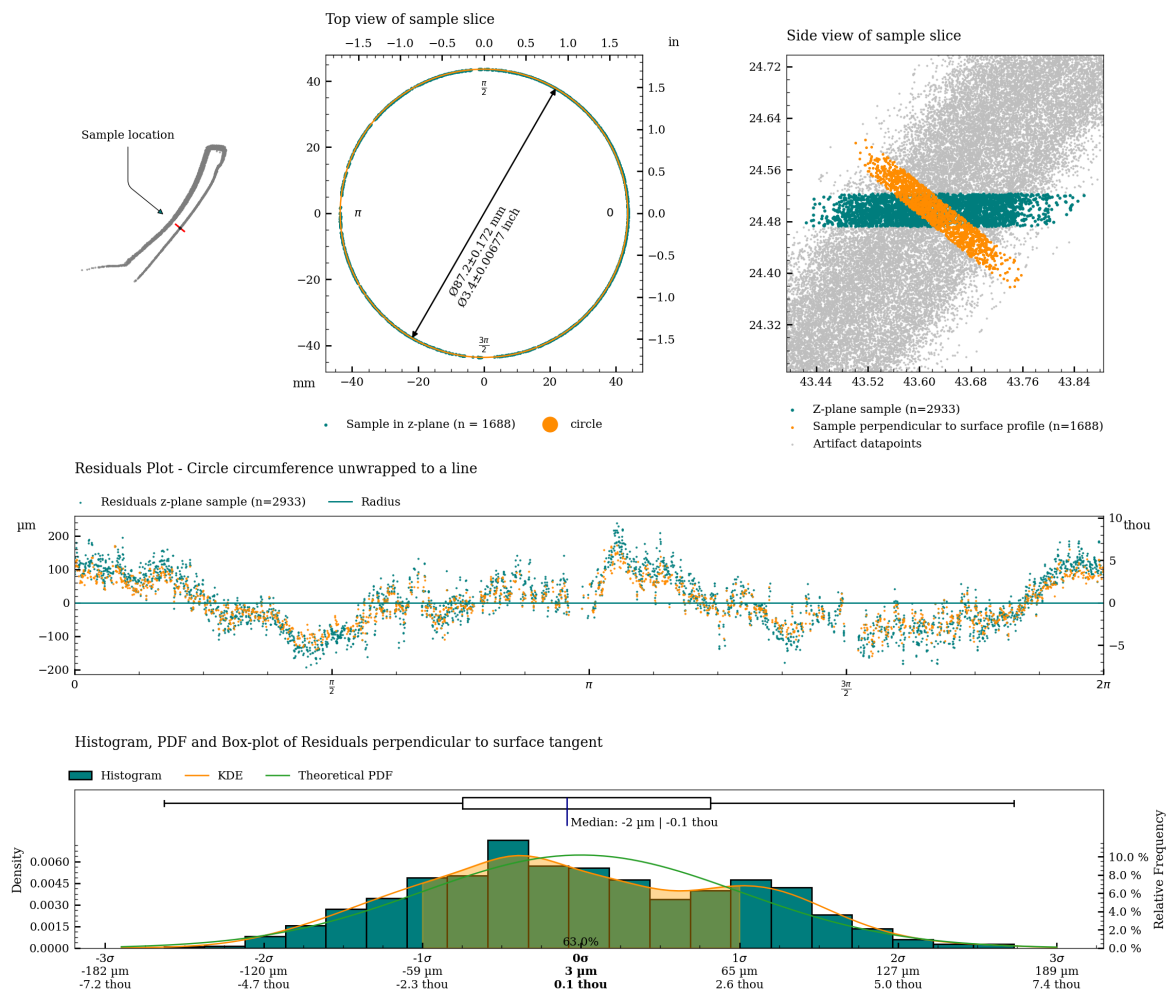 Top view of sample slice
−1.5 −1.0 −0.5 0.0 0.5 1.0 1.5 in
Side view of sample slice
Sample location
40
20
0
−20
−40
mm
−40 −20 0 20 40
1.5
1.0
0.5
0.0
−0.5
−1.0
−1.5
π/2
π
0
3π/2
Ø87.2±0.172 mm
Ø3.4±0.00677 inch
Sample in z-plane (n = 1688) circle
24.72
24.64
24.56
24.48
24.40
24.32
43.44 43.52 43.60 43.68 43.76 43.84
Z-plane sample (n=2933)
Sample perpendicular to surface profile (n=1688)
Artifact datapoints
Residuals Plot - Circle circumference unwrapped to a line
Residuals z-plane sample (n=2933) Radius
µm
200
100
0
−100
−200
10
thou
5
0
−5
0 π/2 π 3π/2 2π
Histogram, PDF and Box-plot of Residuals perpendicular to surface tangent
Histogram KDE Theoretical PDF
Median: -2 µm | -0.1 thou
Density
0.0060
0.0045
0.0030
0.0015
0.0000
Relative Frequency
10.0 %
8.0 %
6.0 %
4.0 %
2.0 %
0.0 %
63.0%
-3σ -2σ -1σ 0σ 1σ 2σ 3σ
-182 µm -120 µm -59 µm 3 µm 65 µm 127 µm 189 µm
-7.2 thou -4.7 thou -2.3 thou 0.1 thou 2.6 thou 5.0 thou 7.4 thou